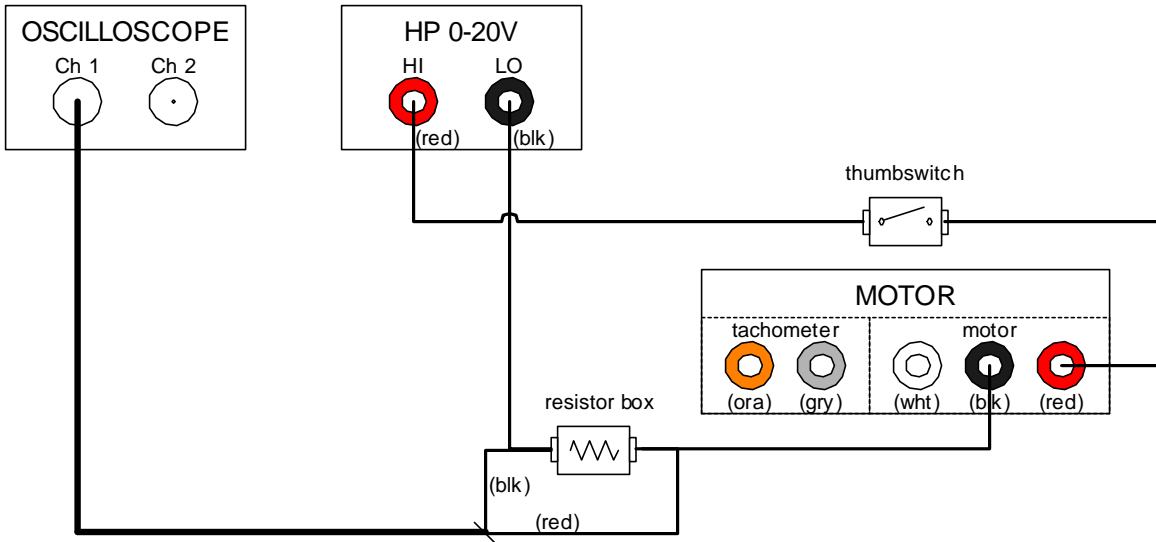 OSCILLOSCOPE
Ch 1 Ch 2
HP 0-20V
HI LO
(red) (blk)
thumbswitch
MOTOR
tachometer motor
(ora) (gry) (wht) (blk) (red)
resistor box
(blk)
(red)